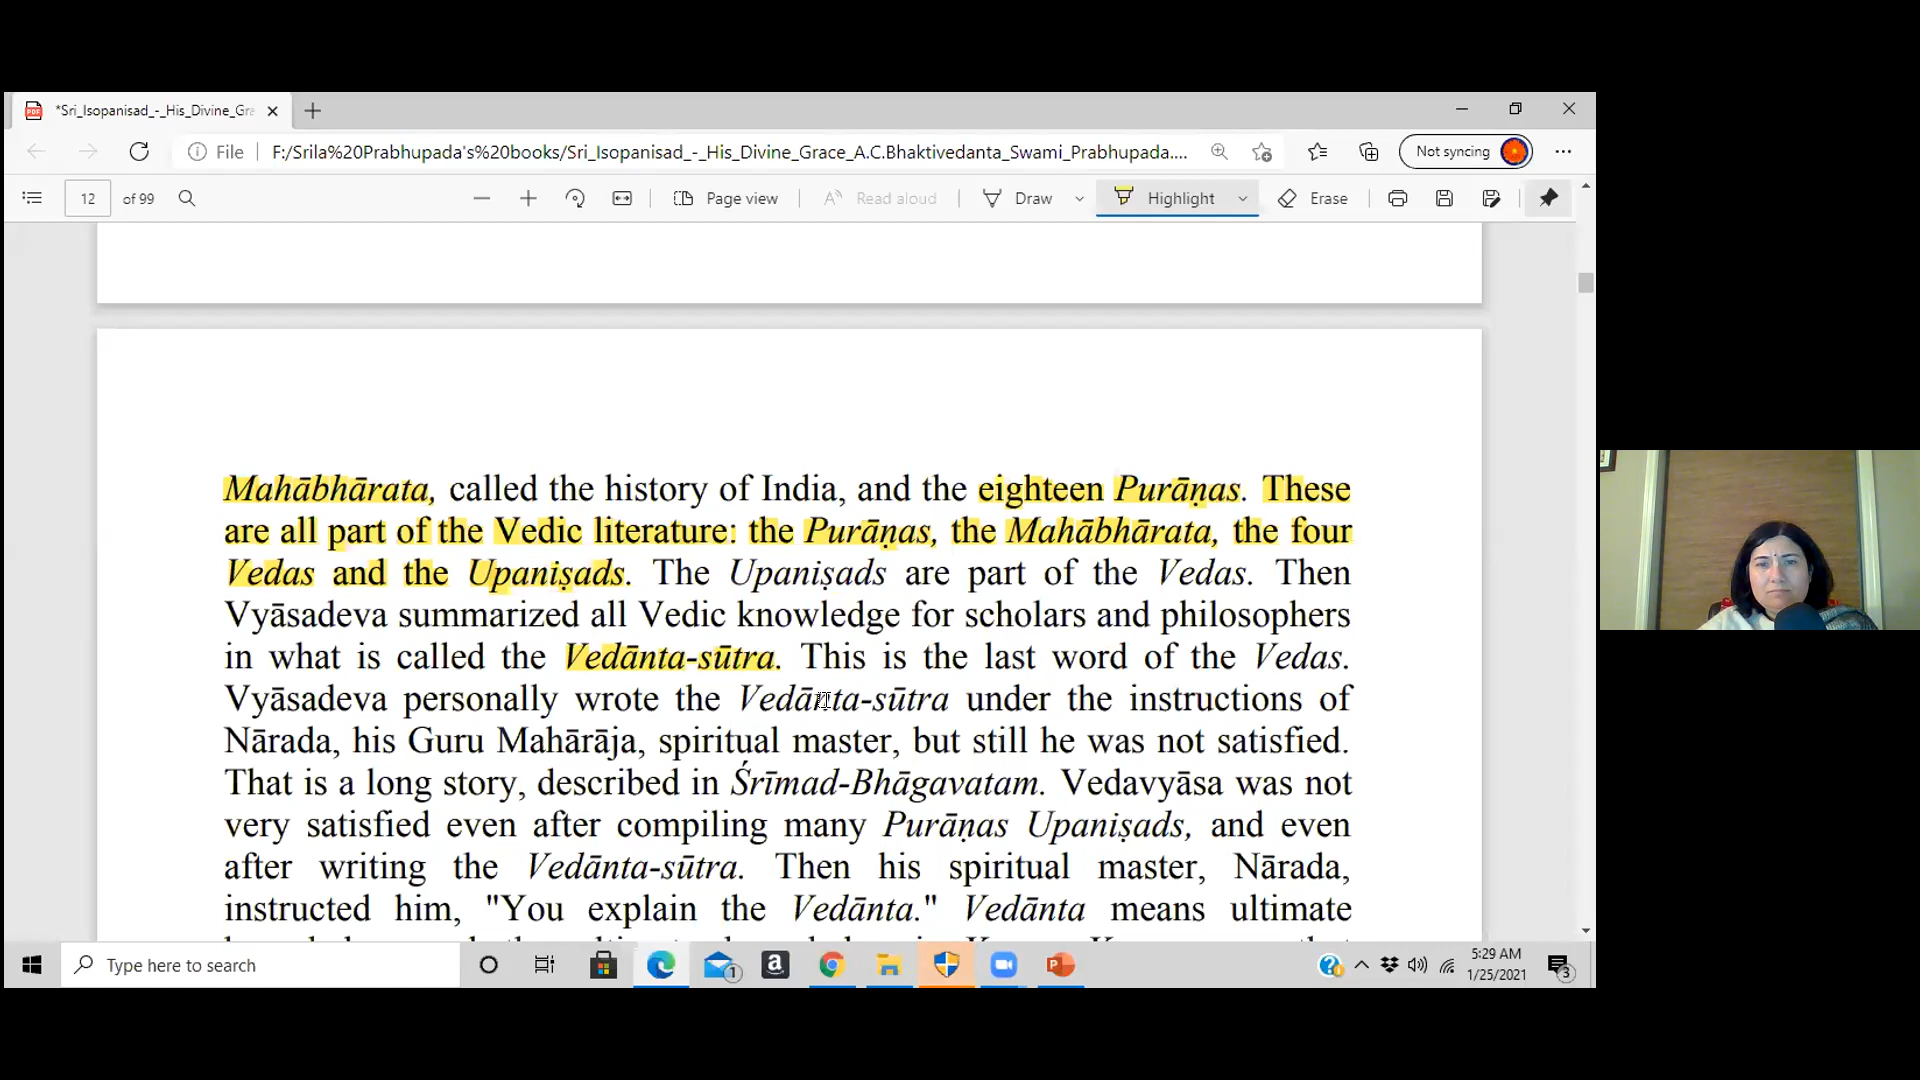 *Sri_Isopanisad_-_His_Divine_Gra
File F:/Srila%20Prabhupada's%20books/Sri_Isopanisad_-_His_Divine_Grace_A.C.Bhaktivedanta_Swami_Prabhupada.... Not syncing
12 of 99 Page view Read aloud Draw Highlight Erase
Mahābhārata, called the history of India, and the eighteen Purāṇas. These
are all part of the Vedic literature: the Purāṇas, the Mahābhārata, the four
Vedas and the Upaniṣads. The Upaniṣads are part of the Vedas. Then
Vyāsadeva summarized all Vedic knowledge for scholars and philosophers
in what is called the Vedānta-sūtra. This is the last word of the Vedas.
Vyāsadeva personally wrote the Vedānta-sūtra under the instructions of
Nārada, his Guru Mahārāja, spiritual master, but still he was not satisfied.
That is a long story, described in Śrīmad-Bhāgavatam. Vedavyāsa was not
very satisfied even after compiling many Purāṇas Upaniṣads, and even
after writing the Vedānta-sūtra. Then his spiritual master, Nārada,
instructed him, "You explain the Vedānta." Vedānta means ultimate
Type here to search
5:29 AM
1/25/2021